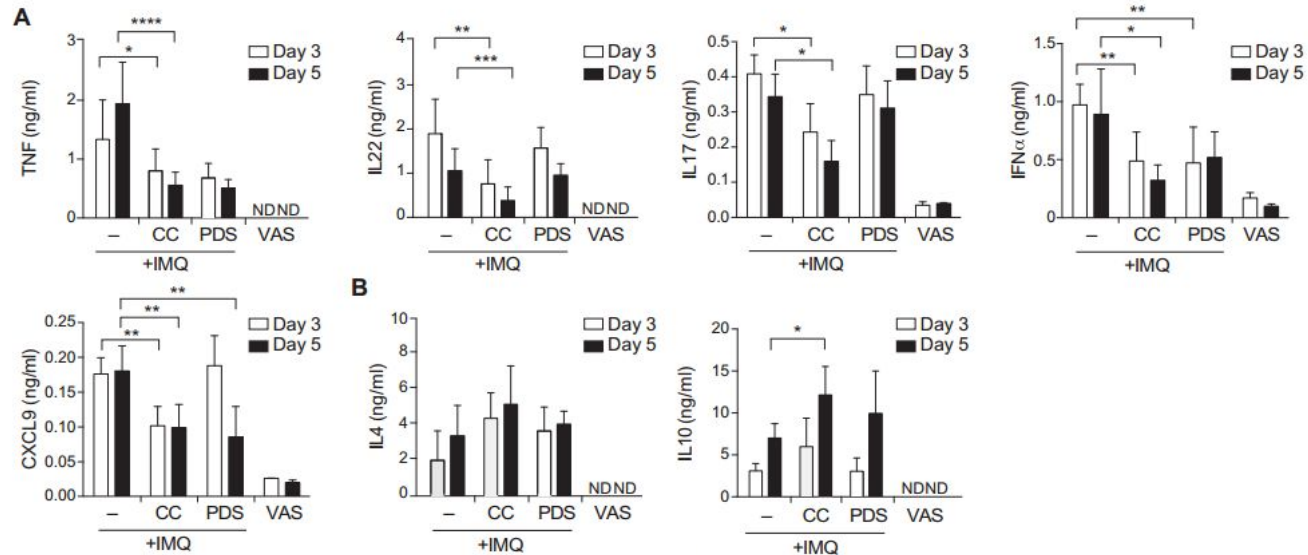 A
TNF (ng/ml)
3
2
1
0
****
*
Day 3
Day 5
ND ND
– CC PDS VAS
+IMQ
IL22 (ng/ml)
4
3
2
1
0
**
***
Day 3
Day 5
ND ND
– CC PDS VAS
+IMQ
IL17 (ng/ml)
0.5
0.4
0.3
0.2
0.1
0.0
*
*
Day 3
Day 5
– CC PDS VAS
+IMQ
IFNα (ng/ml)
1.5
1.0
0.5
0.0
**
*
**
Day 3
Day 5
– CC PDS VAS
+IMQ
CXCL9 (ng/ml)
0.25
0.20
0.15
0.10
0.05
0.00
**
**
**
Day 3
Day 5
– CC PDS VAS
+IMQ
B
IL4 (ng/ml)
10
8
6
4
2
0
Day 3
Day 5
ND ND
– CC PDS VAS
+IMQ
IL10 (ng/ml)
20
15
10
5
0
*
Day 3
Day 5
ND ND
– CC PDS VAS
+IMQ